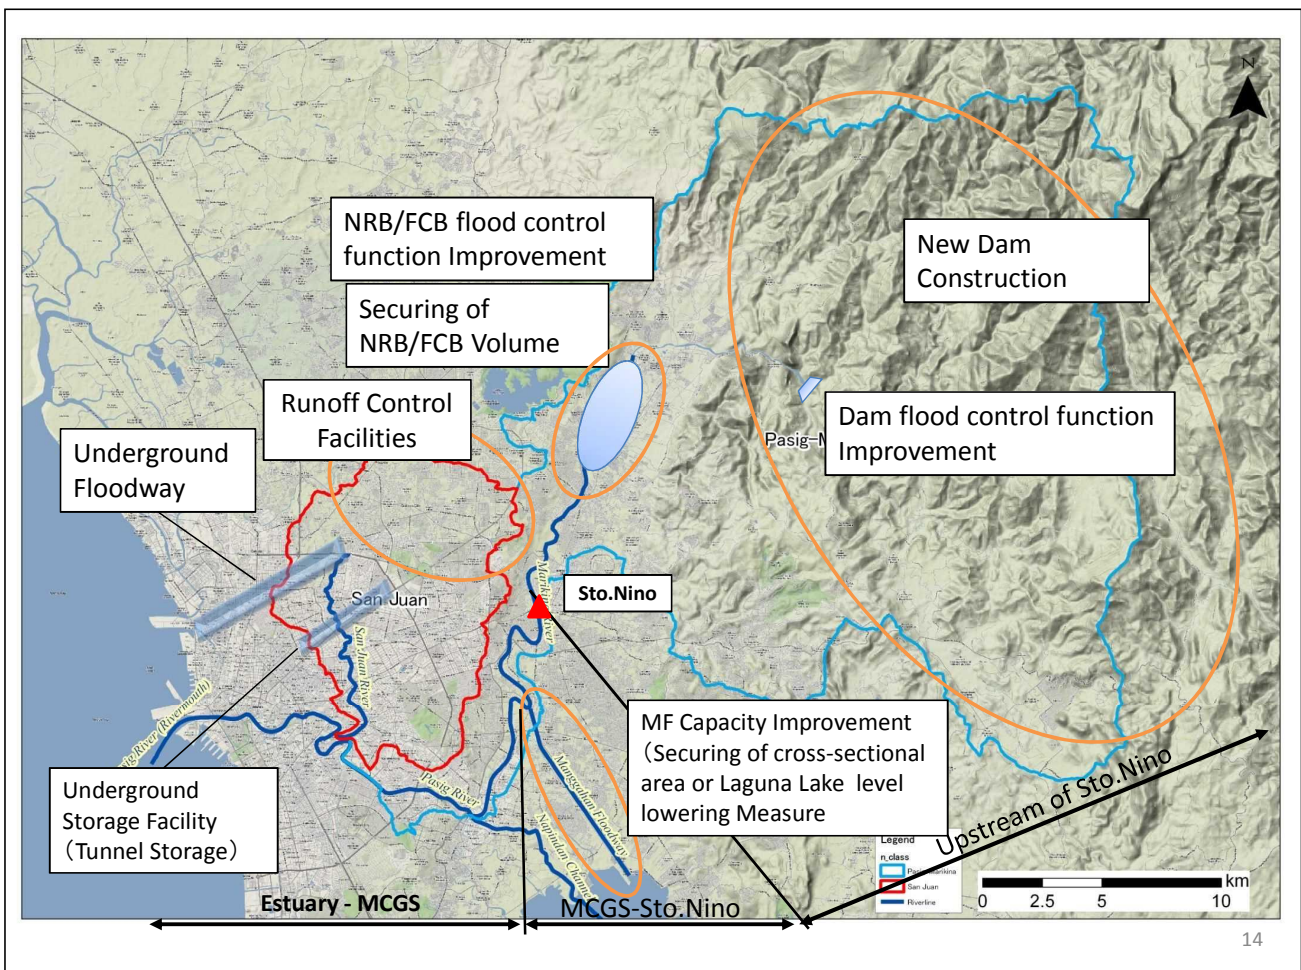 N
NRB/FCB flood control
function Improvement
New Dam
Construction
Securing of
NRB/FCB Volume
Runoff Control
Facilities
Dam flood control function
Improvement
Underground
Floodway
Sto.Nino
San Juan
Marikina River
San Juan River
Pasig River
Manggahan Floodway
Napindan Channel
MF Capacity Improvement
（Securing of cross-sectional
area or Laguna Lake level
lowering Measure
Underground
Storage Facility
（Tunnel Storage）
Upstream of Sto.Nino
Legend
n_class
Pasig-Marikina
San Juan
Riverline
km
0 2.5 5 10
Estuary - MCGS
MCGS-Sto.Nino
14